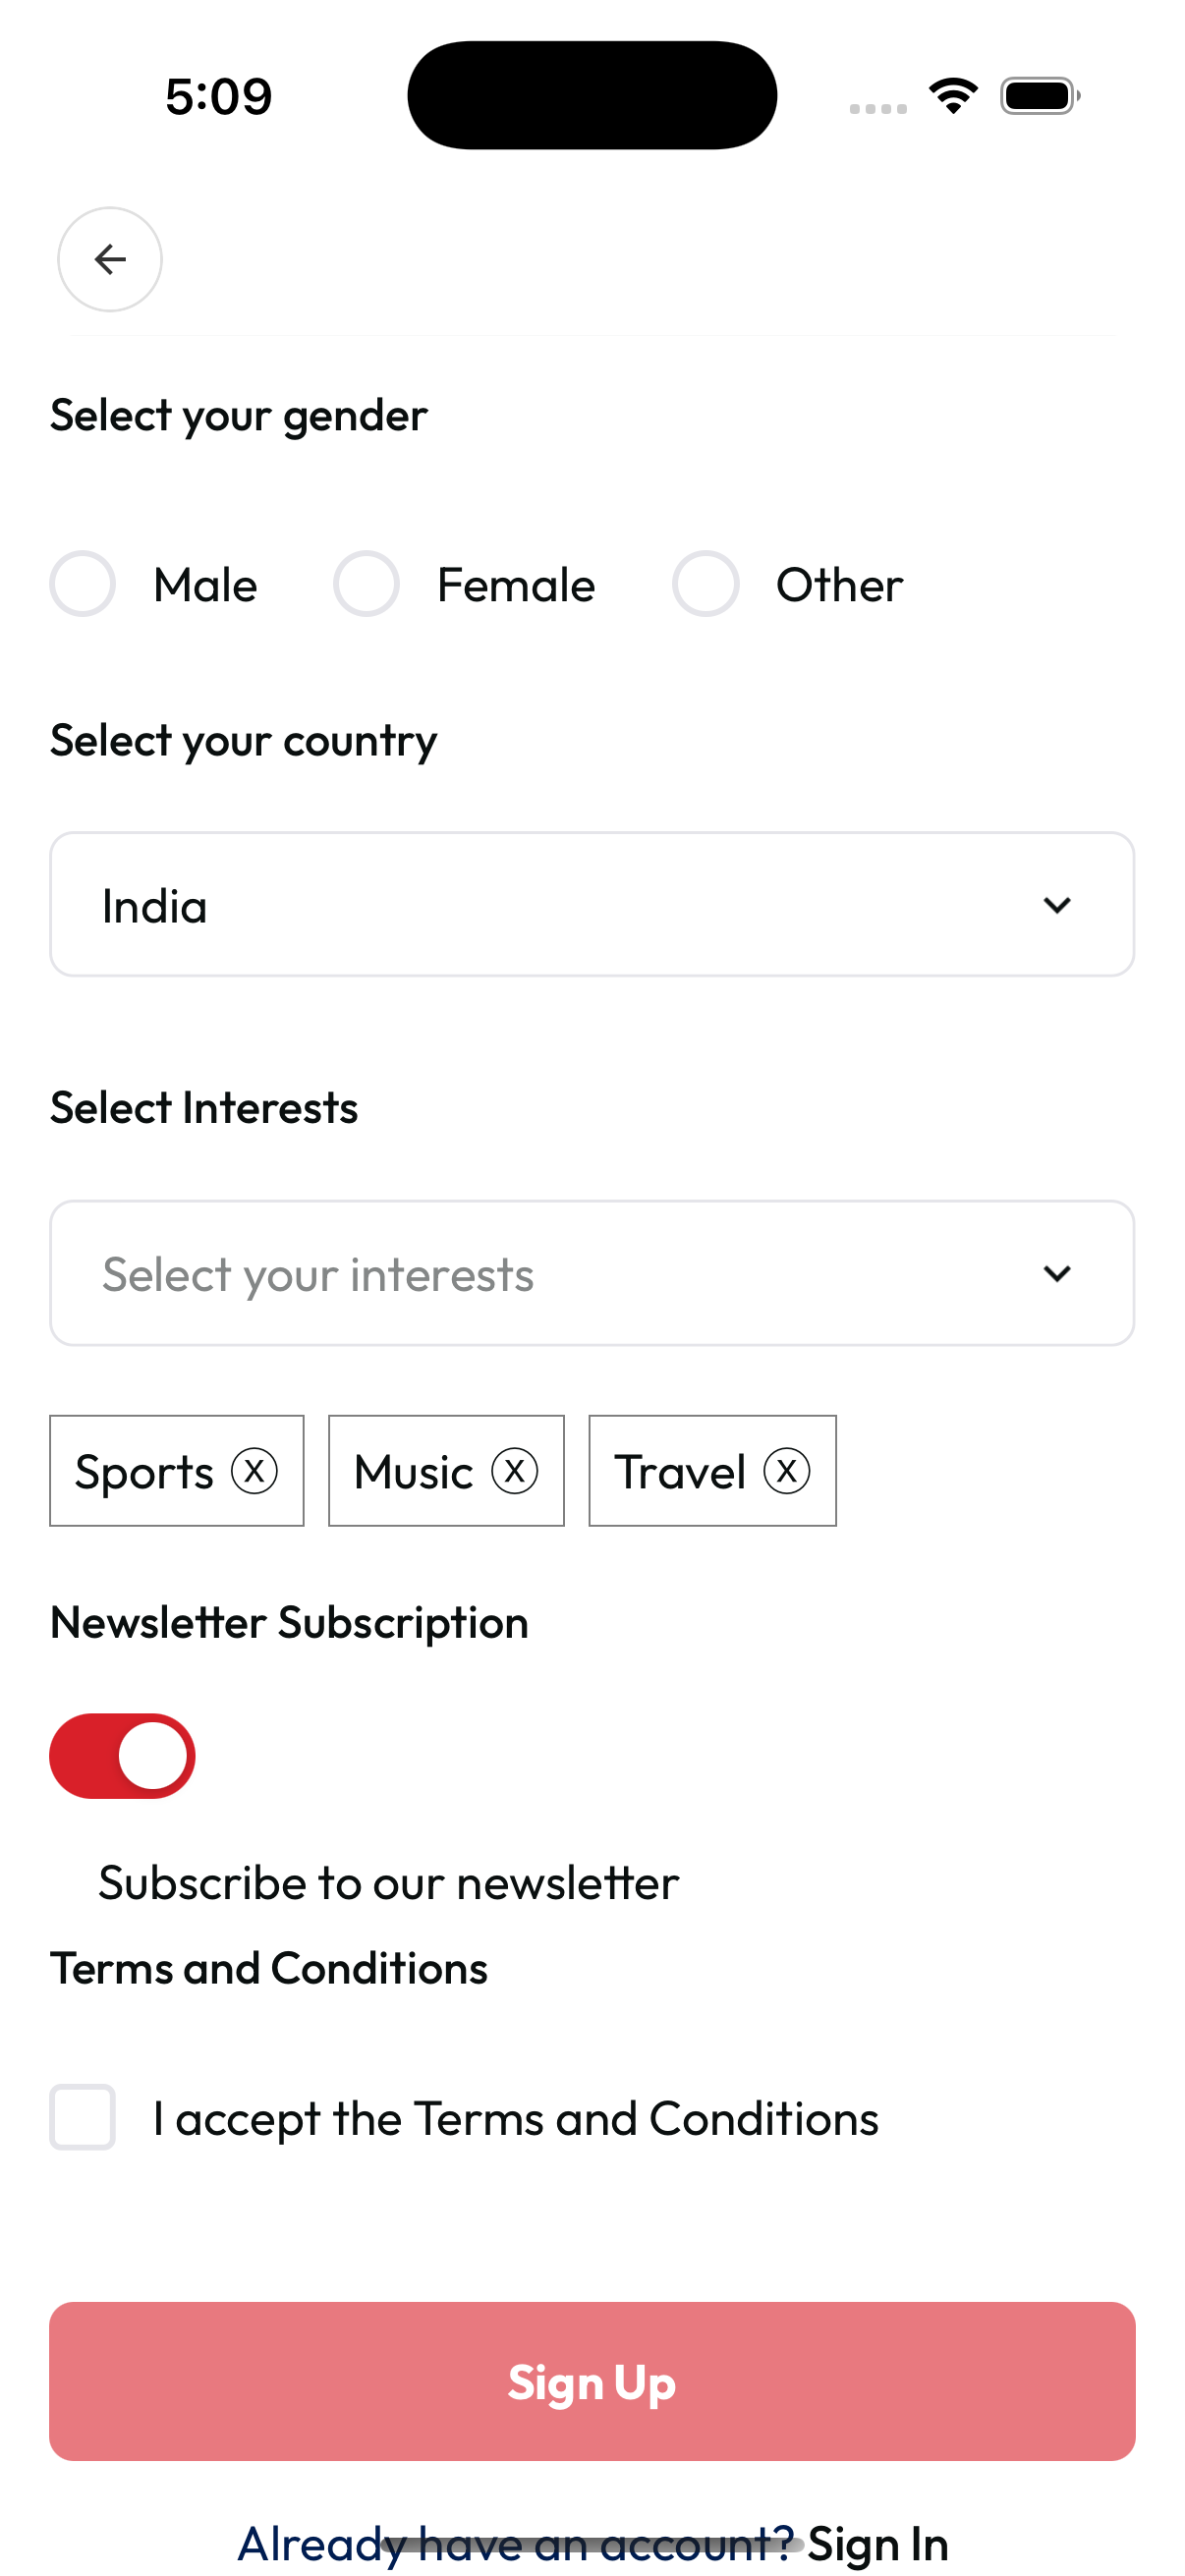 5:09
Select your gender
Male Female Other
Select your country
India
Select Interests
Select your interests
Sports X Music X Travel X
Newsletter Subscription
Subscribe to our newsletter
Terms and Conditions
I accept the Terms and Conditions
Sign Up
Already have an account? Sign In